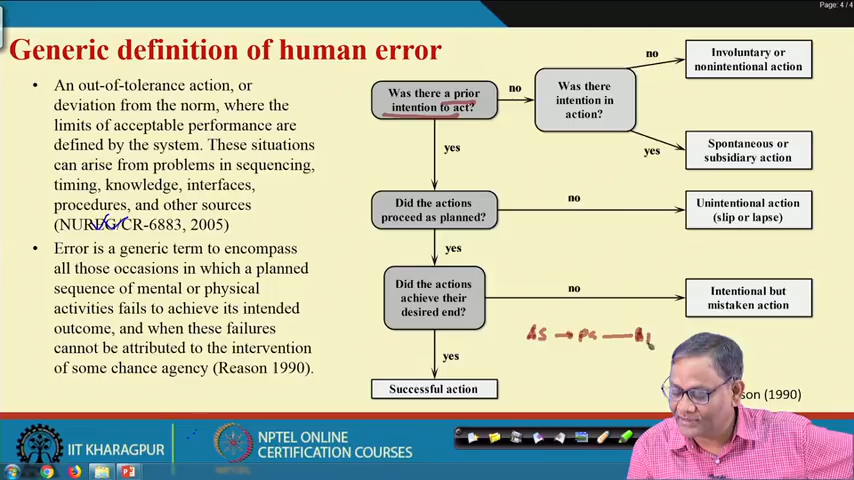 Page: 4 / 4
Generic definition of human error
• An out-of-tolerance action, or
deviation from the norm, where the
limits of acceptable performance are
defined by the system. These situations
can arise from problems in sequencing,
timing, knowledge, interfaces,
procedures, and other sources
(NUREG/CR-6883, 2005)
• Error is a generic term to encompass
all those occasions in which a planned
sequence of mental or physical
activities fails to achieve its intended
outcome, and when these failures
cannot be attributed to the intervention
of some chance agency (Reason 1990).
Was there a prior
intention to act?
no
Was there
intention in
action?
no
Involuntary or
nonintentional action
yes
Spontaneous or
subsidiary action
yes
Did the actions
proceed as planned?
no
Unintentional action
(slip or lapse)
yes
Did the actions
achieve their
desired end?
no
Intentional but
mistaken action
yes
Successful action
(1990)
IIT KHARAGPUR
NPTEL ONLINE
CERTIFICATION COURSES